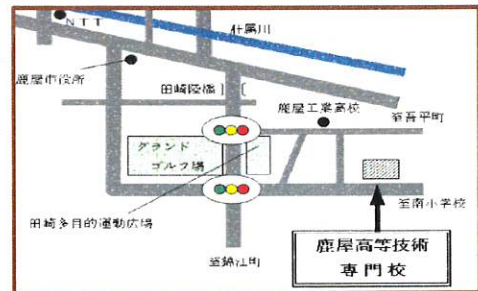 NTT
肝属川
鹿屋市役所
田崎陸橋
鹿屋工業高校
至吾平町
グランド
ゴルフ場
至南小学校
田崎多目的運動広場
鹿屋高等技術
専門校
至錦江町